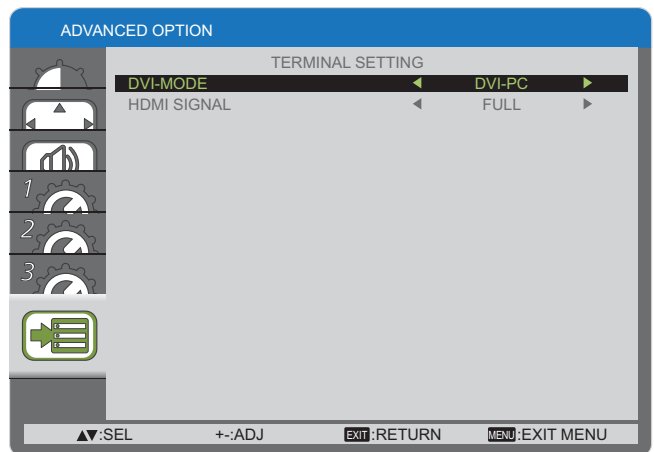 ADVANCED OPTION
TERMINAL SETTING
DVI-MODE ◀ DVI-PC ▶
HDMI SIGNAL ◀ FULL ▶
1
2
3
▲▼:SEL +-:ADJ EXIT:RETURN MENU:EXIT MENU